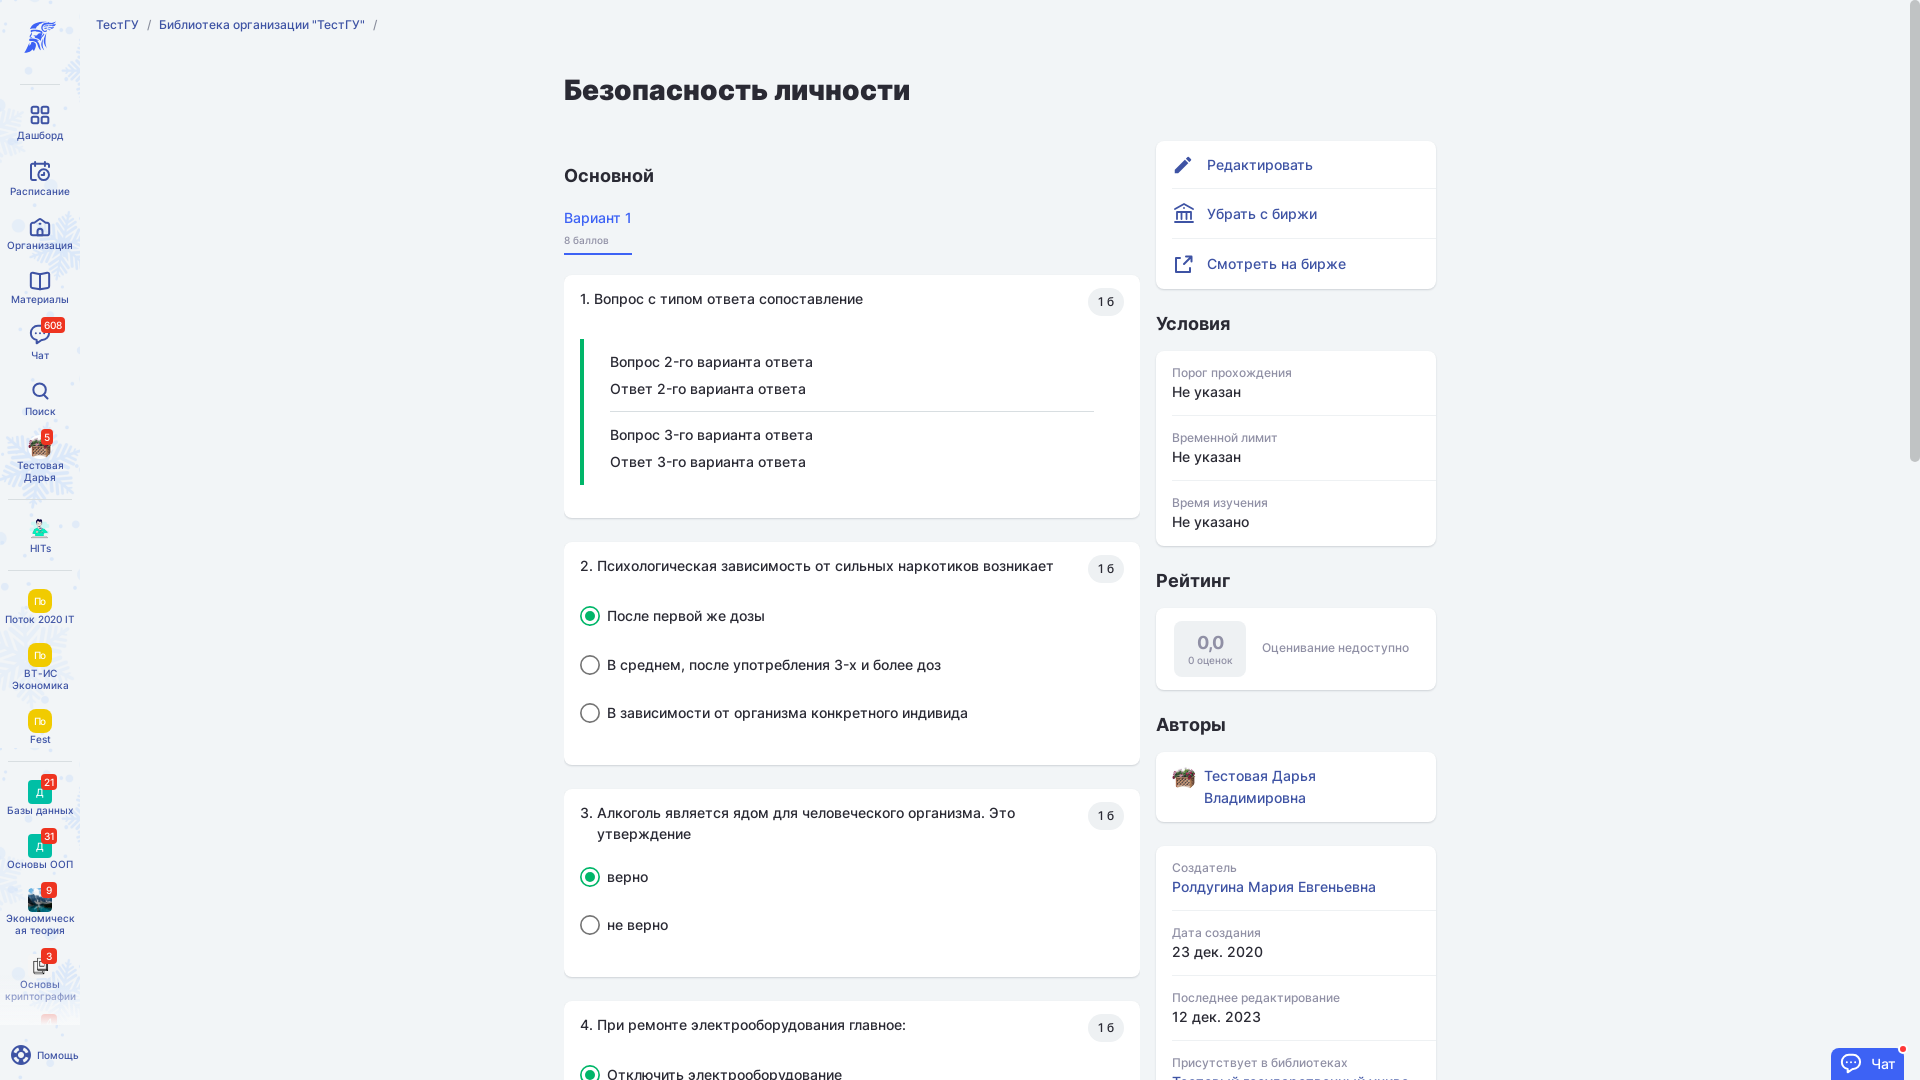 ТестГУ / Библиотека организации "ТестГУ" /
Дашборд
Расписание
Организация
Материалы
608
Чат
Поиск
5
Тестовая
Дарья
HITs
По
Поток 2020 IT
По
ВТ-ИС
Экономика
По
Fest
21
Д
Базы данных
31
Д
Основы ООП
9
Экономическ
ая теория
3
Основы
криптографии
Помощь
Безопасность личности
Основной
Вариант 1
8 баллов
1. Вопрос с типом ответа сопоставление
1 б
Вопрос 2-го варианта ответа
Ответ 2-го варианта ответа
Вопрос 3-го варианта ответа
Ответ 3-го варианта ответа
2. Психологическая зависимость от сильных наркотиков возникает
1 б
После первой же дозы
В среднем, после употребления 3-х и более доз
В зависимости от организма конкретного индивида
3. Алкоголь является ядом для человеческого организма. Это
утверждение
1 б
верно
не верно
4. При ремонте электрооборудования главное:
1 б
Отключить электрооборудование
Редактировать
Убрать с биржи
Смотреть на бирже
Условия
Порог прохождения
Не указан
Временной лимит
Не указан
Время изучения
Не указано
Рейтинг
0,0
0 оценок
Оценивание недоступно
Авторы
Тестовая Дарья
Владимировна
Создатель
Ролдугина Мария Евгеньевна
Дата создания
23 дек. 2020
Последнее редактирование
12 дек. 2023
Присутствует в библиотеках
Тестовый государственный униве
Чат